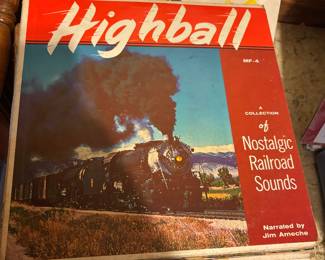 Highball
MF-4
A
COLLECTION
of
Nostalgic
Railroad
Sounds
Narrated by
Jim Ameche